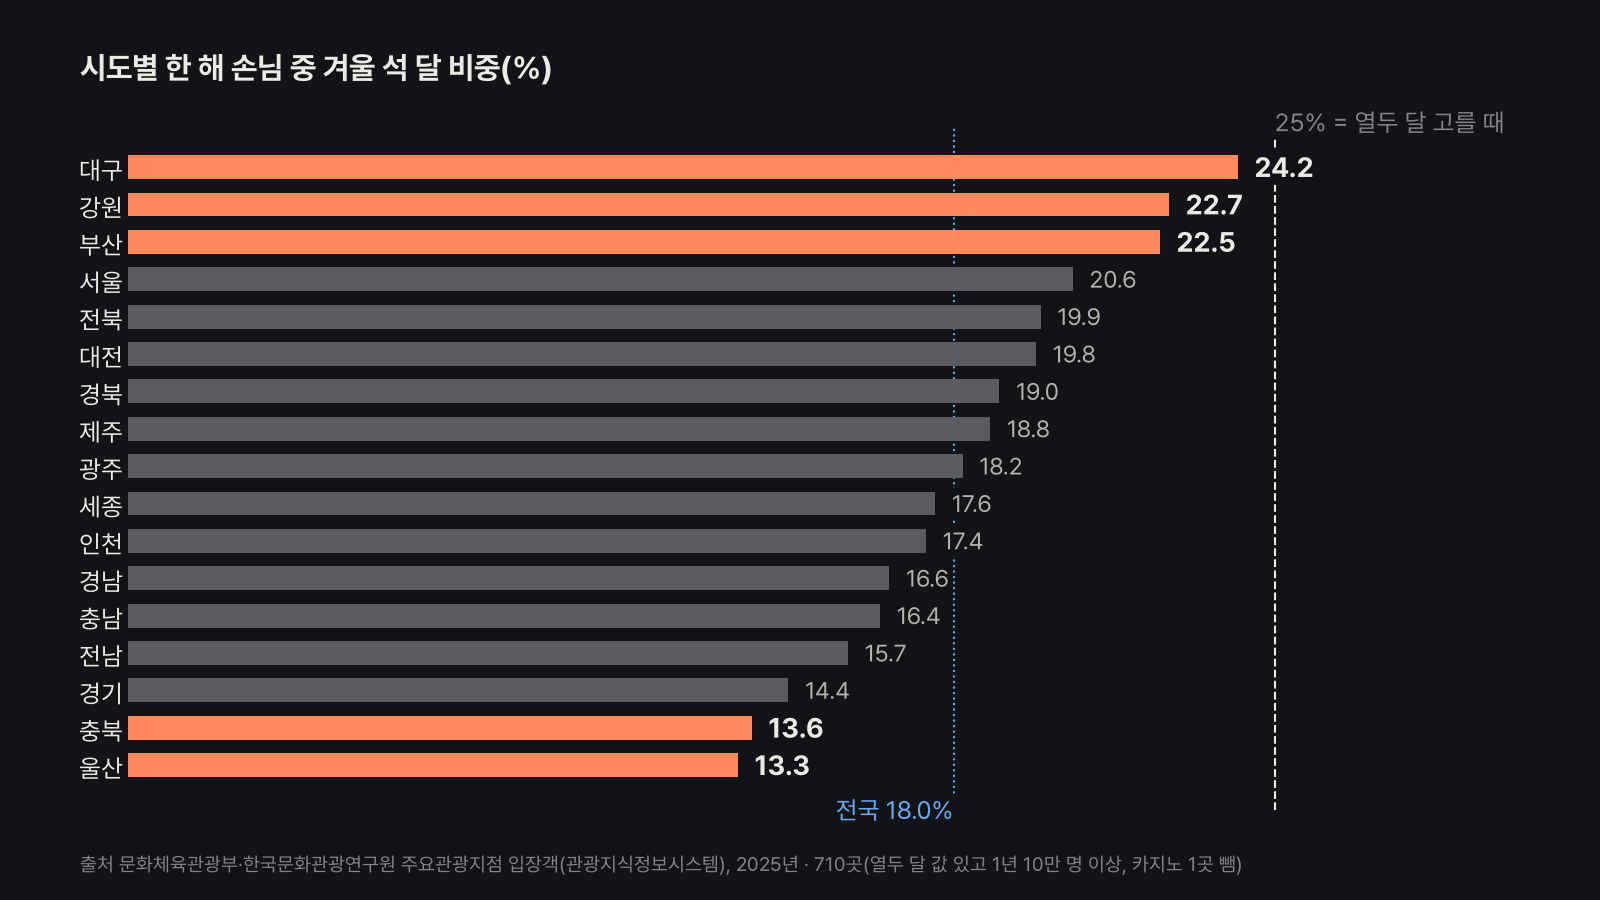 시도별 한 해 손님 중 겨울 석 달 비중(%)
25% = 열두 달 고를 때
대구 24.2
강원 22.7
부산 22.5
서울 20.6
전북 19.9
대전 19.8
경북 19.0
제주 18.8
광주 18.2
세종 17.6
인천 17.4
경남 16.6
충남 16.4
전남 15.7
경기 14.4
충북 13.6
울산 13.3
전국 18.0%
출처 문화체육관광부·한국문화관광연구원 주요관광지점 입장객(관광지식정보시스템), 2025년 · 710곳(열두 달 값 있고 1년 10만 명 이상, 카지노 1곳 뺌)